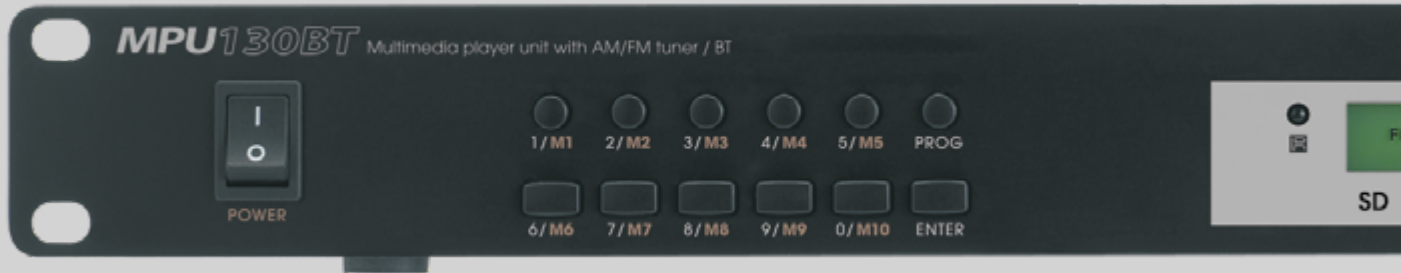 MPU130BT Multimedia player unit with AM/FM tuner / BT
I
O
POWER
1/M1 2/M2 3/M3 4/M4 5/M5 PROG
6/M6 7/M7 8/M8 9/M9 0/M10 ENTER
SD